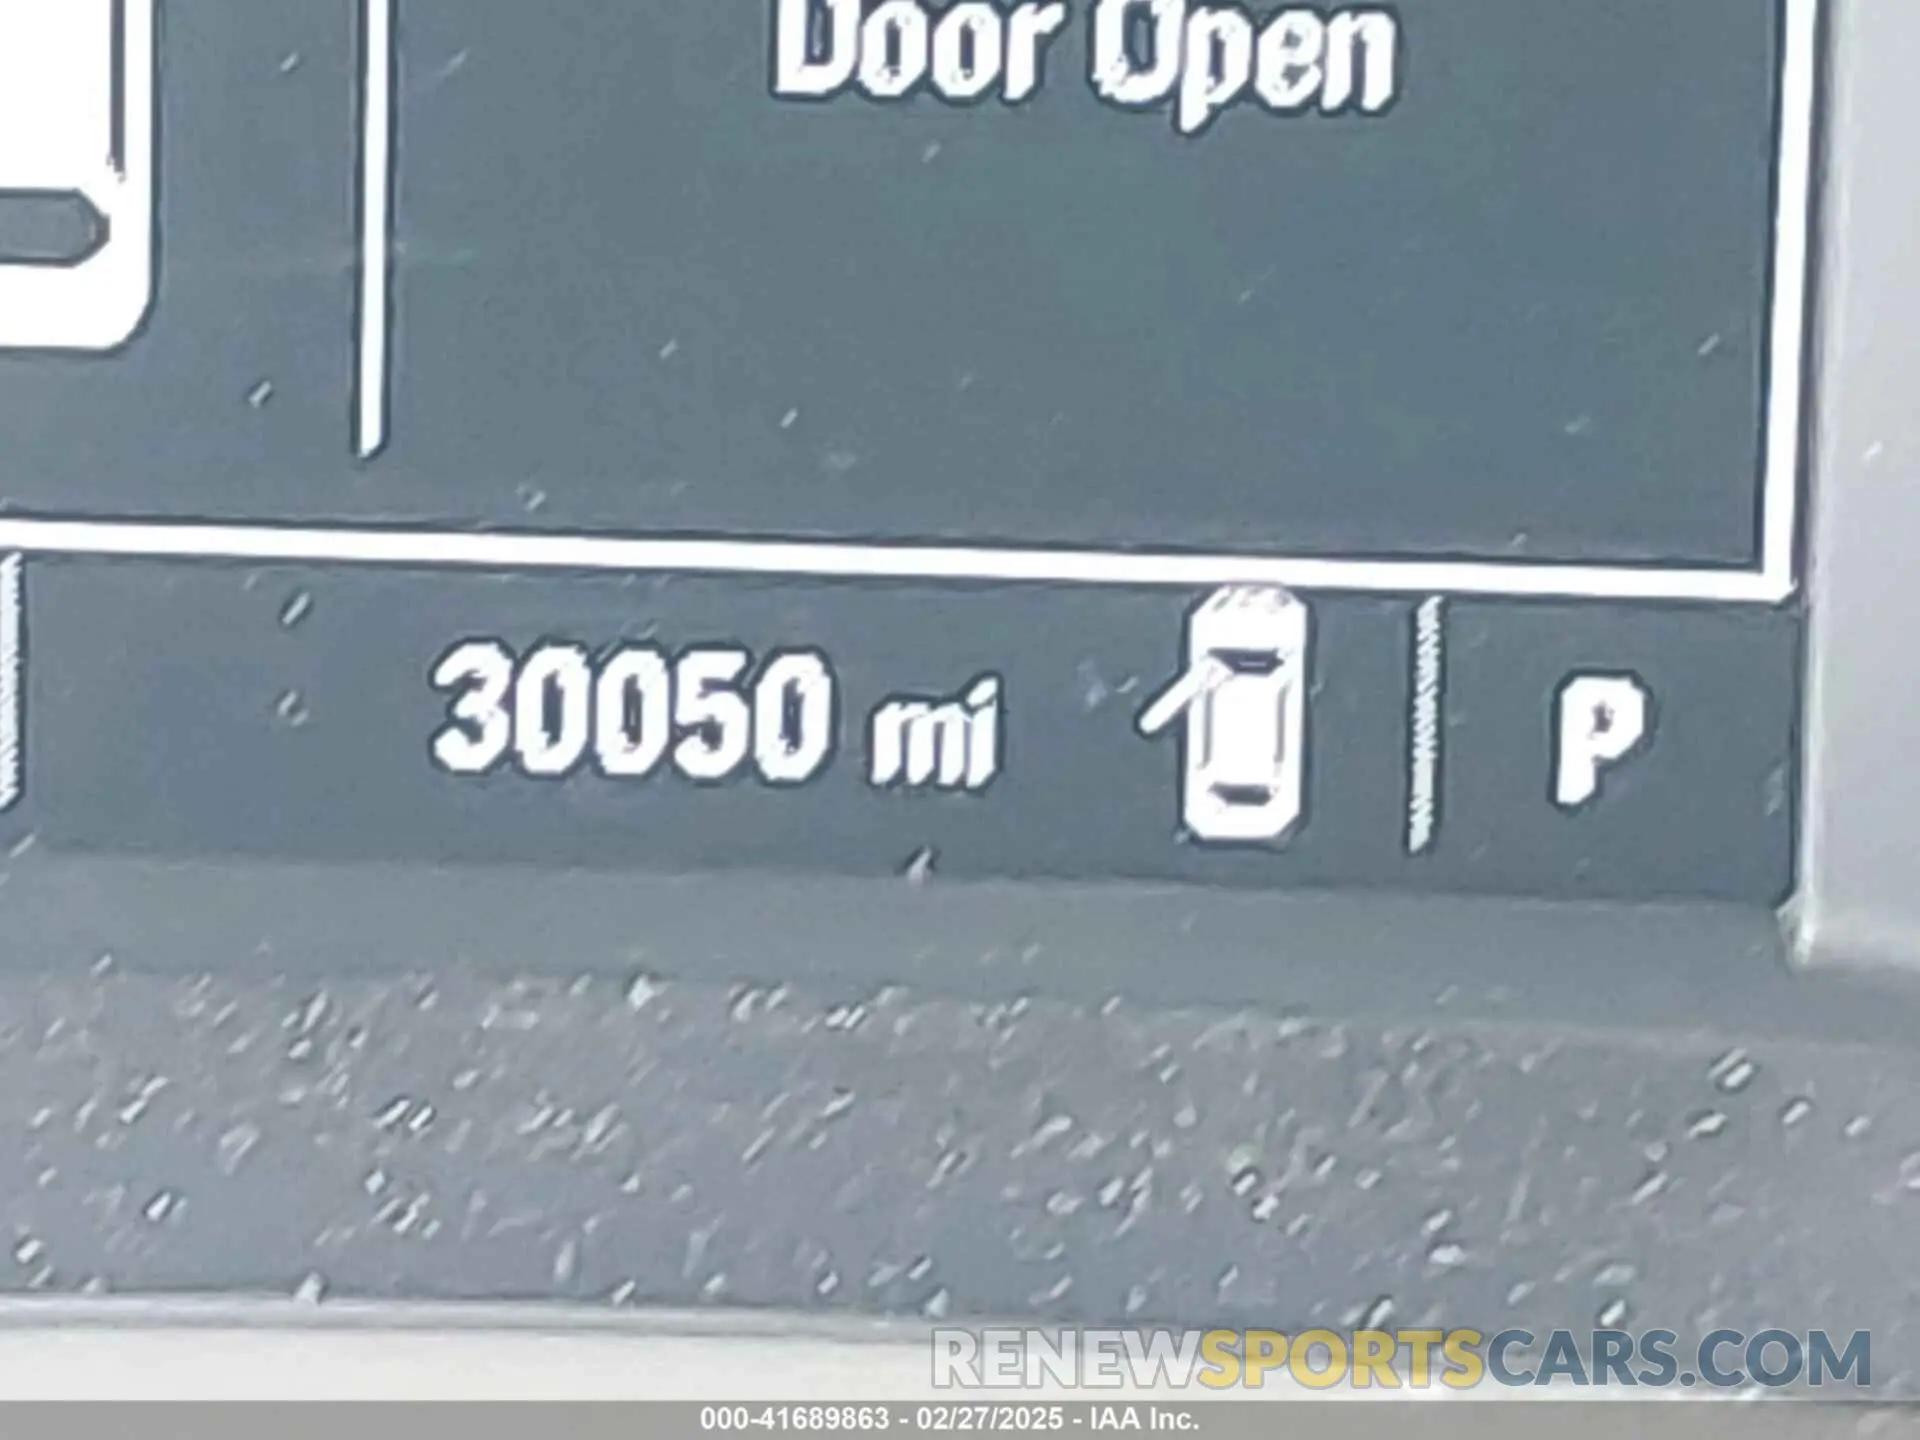 Door Open
30050 mi
P
RENEWSPORTSCARS.COM
000-41689863 - 02/27/2025 - IAA Inc.